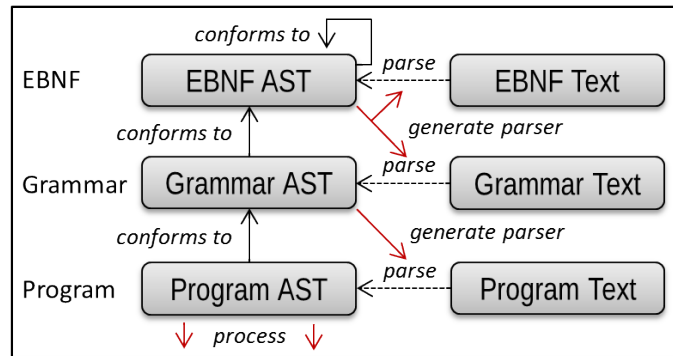 conforms to
parse
EBNF
EBNF AST
EBNF Text
conforms to
generate parser
parse
Grammar
Grammar AST
Grammar Text
conforms to
generate parser
parse
Program
Program AST
Program Text
process